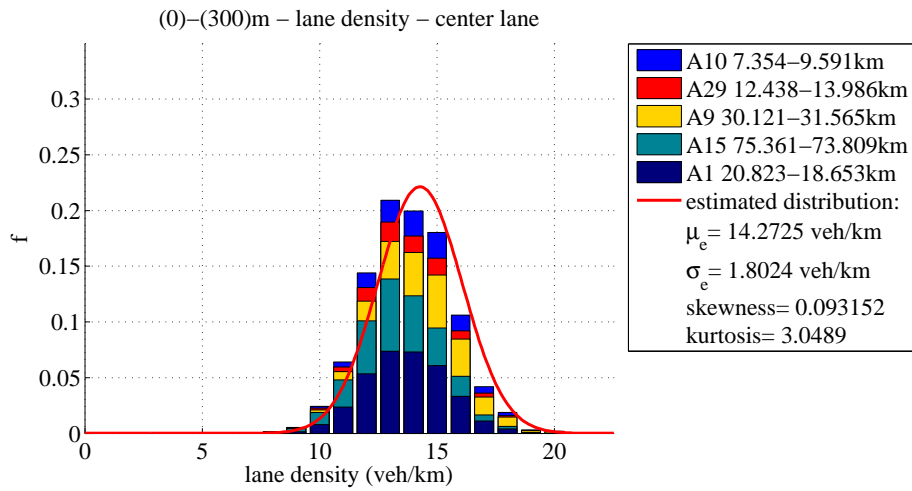 (0)−(300)m − lane density − center lane
0.3
0.25
0.2
0.15
0.1
0.05
0
f
0
5
10
15
20
lane density (veh/km)
A10 7.354−9.591km
A29 12.438−13.986km
A9 30.121−31.565km
A15 75.361−73.809km
A1 20.823−18.653km
estimated distribution:
μe= 14.2725 veh/km
σe= 1.8024 veh/km
skewness= 0.093152
kurtosis= 3.0489